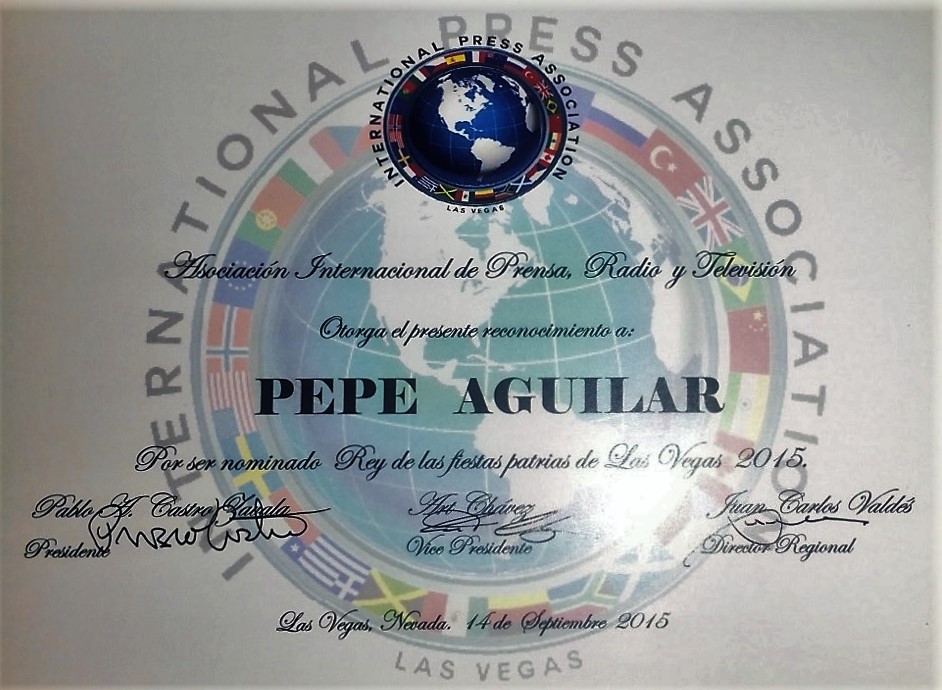 INTERNATIONAL PRESS ASSOCIATION
LAS VEGAS
INTERNATIONAL PRESS ASSOCIATIO
Asociación Internacional de Prensa, Radio y Televisión
Otorga el presente reconocimiento a:
PEPE AGUILAR
Por ser nominado Rey de las fiestas patrias de Las Vegas 2015.
Pablo J. Castro Zavala Art Chávez Juan Carlos Valdés
Presidente Vice Presidente Director Regional
Las Vegas, Nevada. 14 de Septiembre 2015
LAS VEGAS